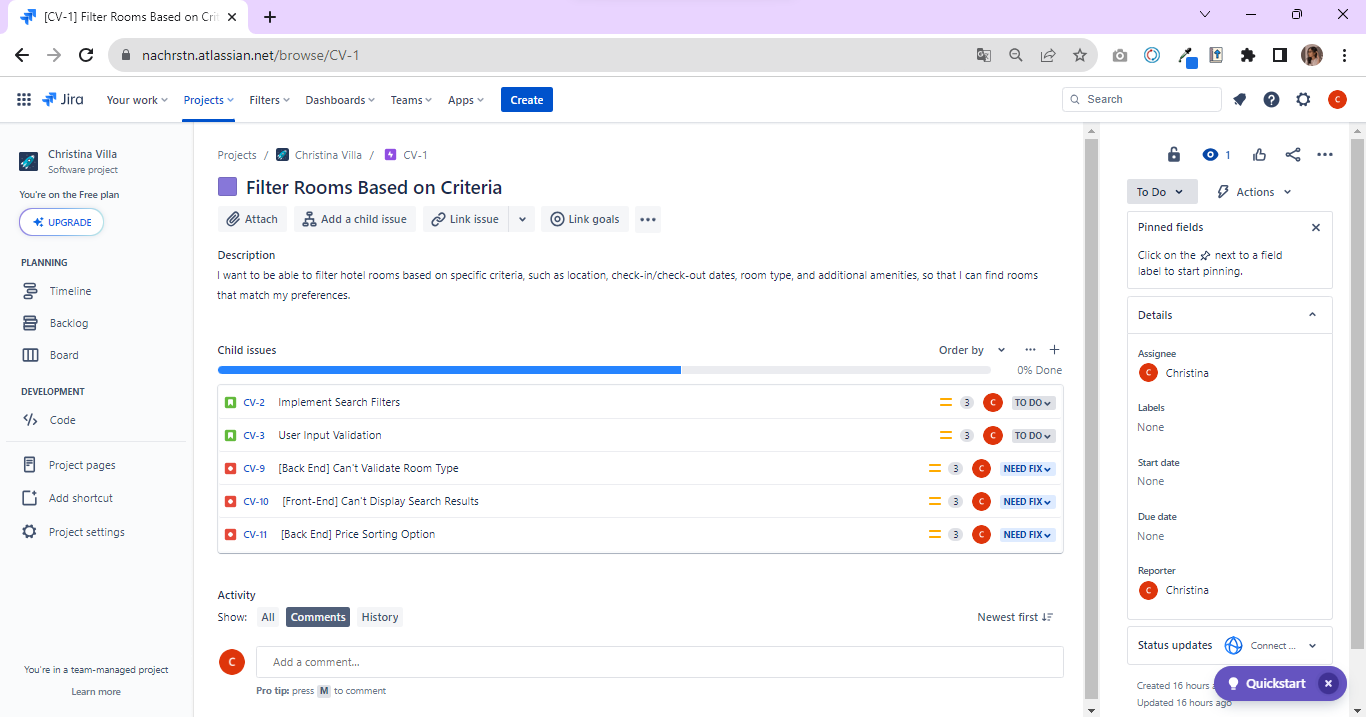 [CV-1] Filter Rooms Based on Crit
nachrstn.atlassian.net/browse/CV-1
Jira Your work Projects Filters Dashboards Teams Apps Create Search C
Christina Villa
Software project
You're on the Free plan
UPGRADE
PLANNING
Timeline
Backlog
Board
DEVELOPMENT
Code
Project pages
Add shortcut
Project settings
You're in a team-managed project
Learn more
Projects / Christina Villa / CV-1
Filter Rooms Based on Criteria
Attach Add a child issue Link issue Link goals
Description
I want to be able to filter hotel rooms based on specific criteria, such as location, check-in/check-out dates, room type, and additional amenities, so that I can find rooms
that match my preferences.
Child issues Order by
0% Done
CV-2 Implement Search Filters 3 C TO DO
CV-3 User Input Validation 3 C TO DO
CV-9 [Back End] Can't Validate Room Type 3 C NEED FIX
CV-10 [Front-End] Can't Display Search Results 3 C NEED FIX
CV-11 [Back End] Price Sorting Option 3 C NEED FIX
Activity
Show: All Comments History Newest first
C Add a comment...
Pro tip: press M to comment
1
To Do Actions
Pinned fields
Click on the next to a field
label to start pinning.
Details
Assignee
C Christina
Labels
None
Start date
None
Due date
None
Reporter
C Christina
Status updates Connect ...
Quickstart
Created 16 hours
Updated 16 hours ago